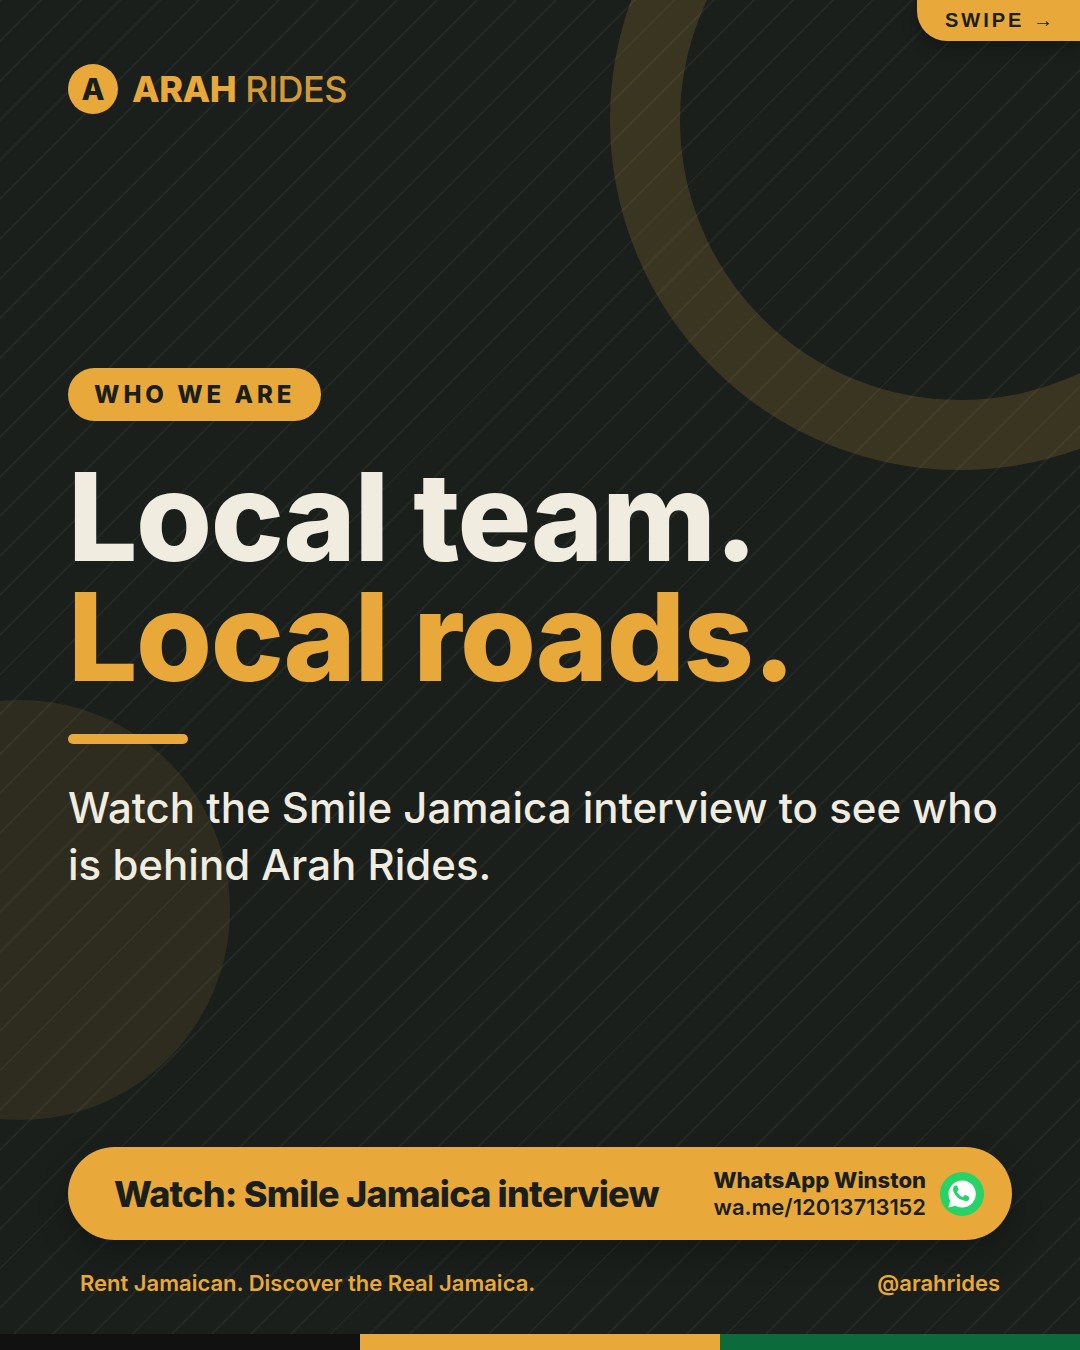 SWIPE →
A ARAH RIDES
WHO WE ARE
Local team.
Local roads.
Watch the Smile Jamaica interview to see who
is behind Arah Rides.
Watch: Smile Jamaica interview
WhatsApp Winston
wa.me/12013713152
Rent Jamaican. Discover the Real Jamaica.
@arahrides